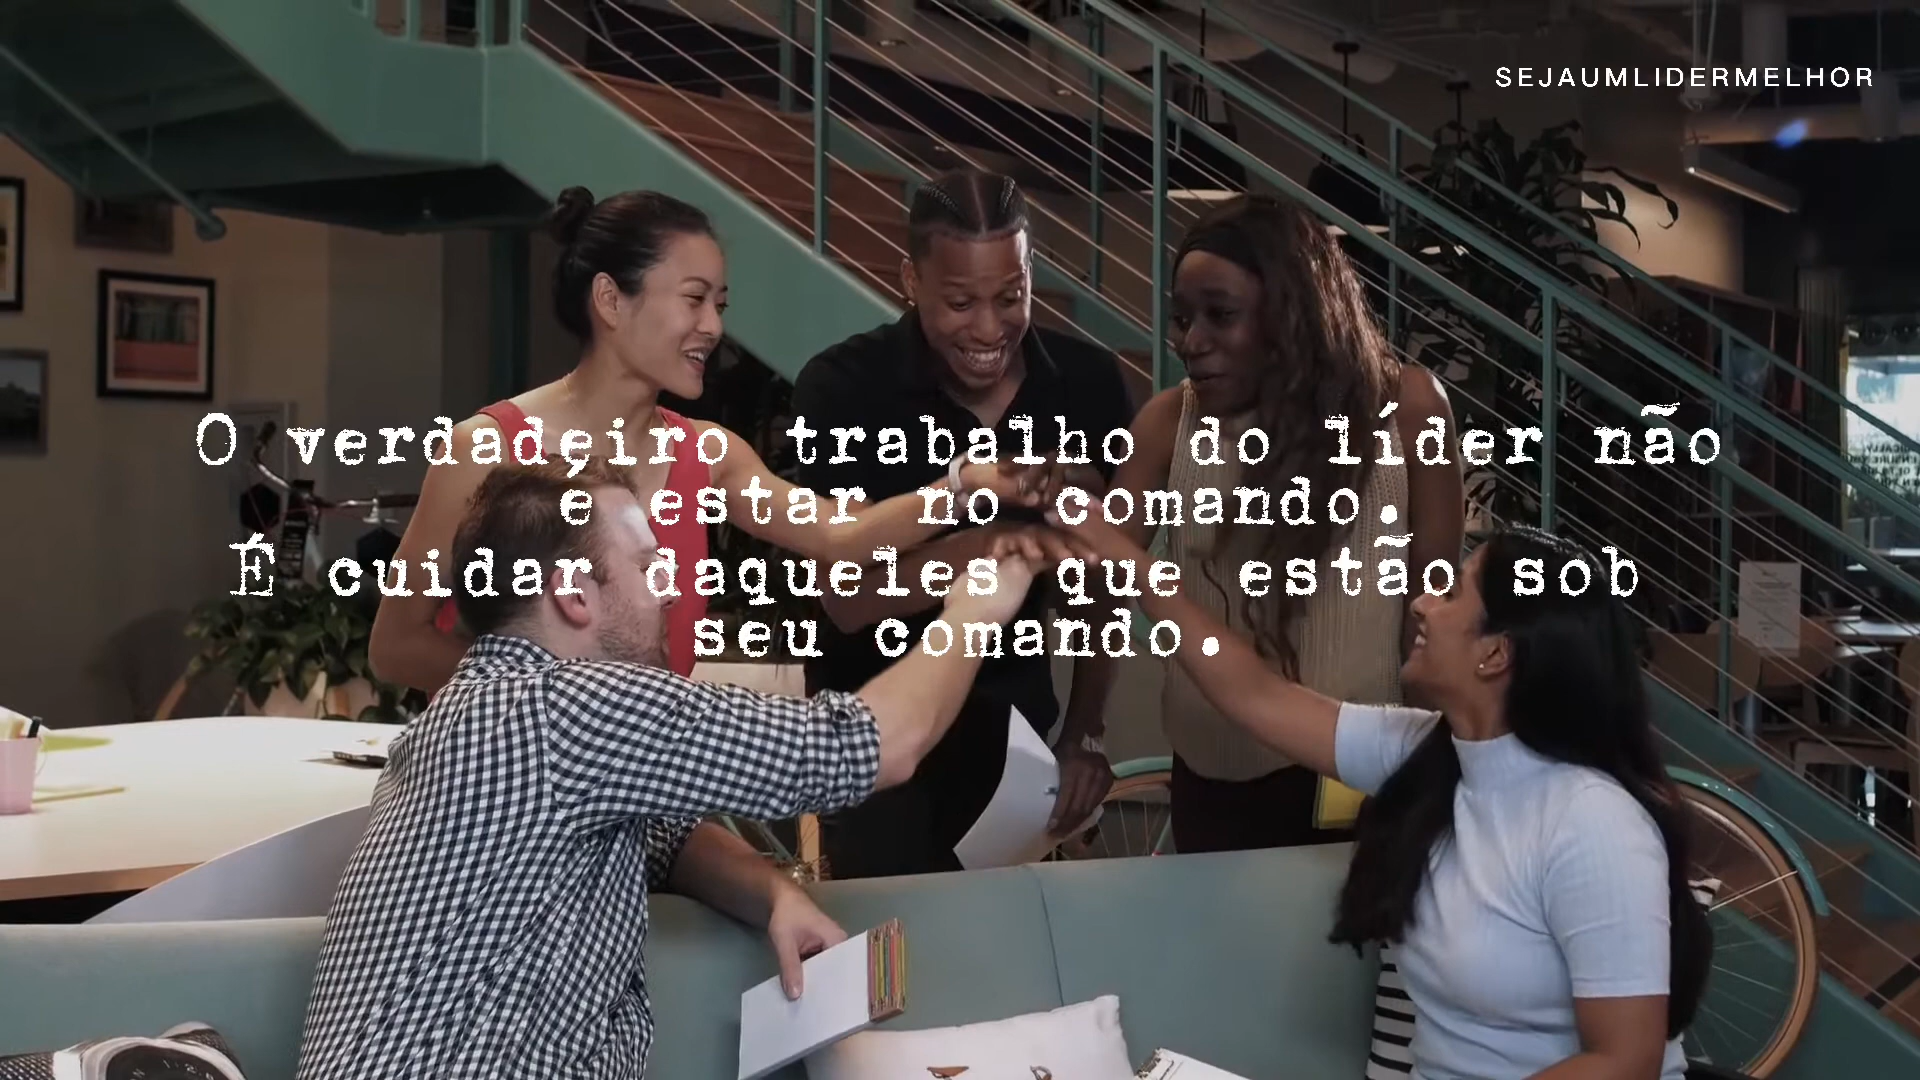 SEJAUMLIDERMELHOR
O verdadeiro trabalho do líder não
é estar no comando.
É cuidar daqueles que estão sob
seu comando.